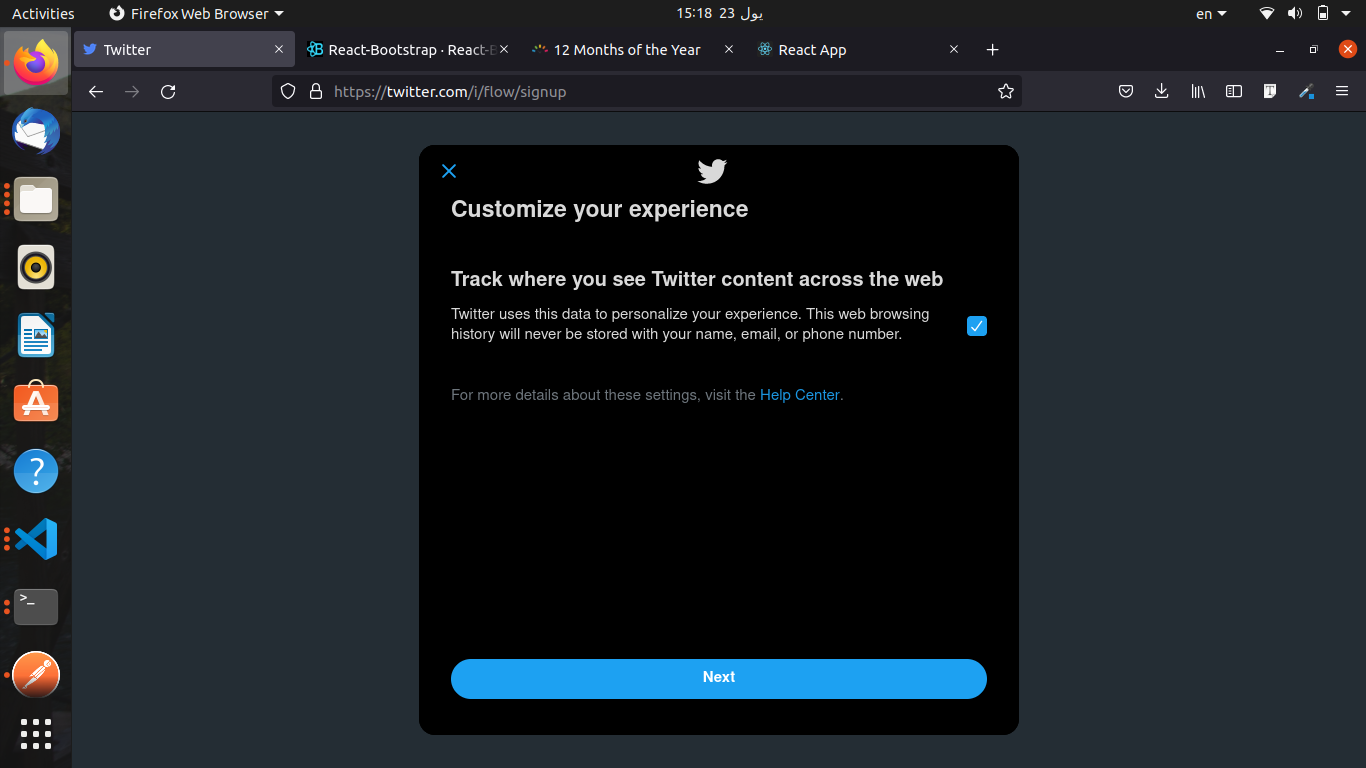 Activities
Firefox Web Browser
15:18 23 يول
en
Twitter
React-Bootstrap · React-B
12 Months of the Year
React App
https://twitter.com/i/flow/signup
Customize your experience
Track where you see Twitter content across the web
Twitter uses this data to personalize your experience. This web browsing
history will never be stored with your name, email, or phone number.
For more details about these settings, visit the Help Center.
Next